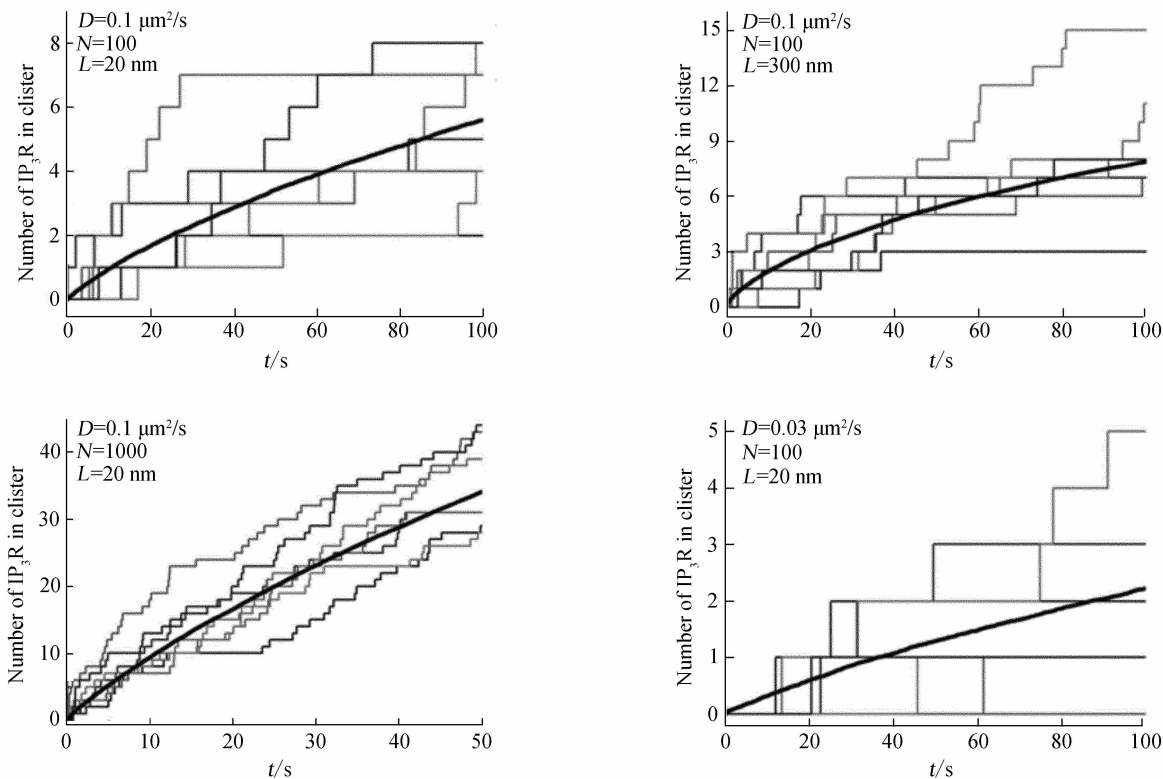 D=0.1 μm²/s
N=100
L=20 nm
Number of IP₃R in clister
8
6
4
2
0
0 20 40 60 80 100
t/s
D=0.1 μm²/s
N=100
L=300 nm
Number of IP₃R in clister
15
12
9
6
3
0
0 20 40 60 80 100
t/s
D=0.1 μm²/s
N=1000
L=20 nm
Number of IP₃R in clister
40
30
20
10
0
0 10 20 30 40 50
t/s
D=0.03 μm²/s
N=100
L=20 nm
Number of IP₃R in clister
5
4
3
2
1
0
0 20 40 60 80 100
t/s